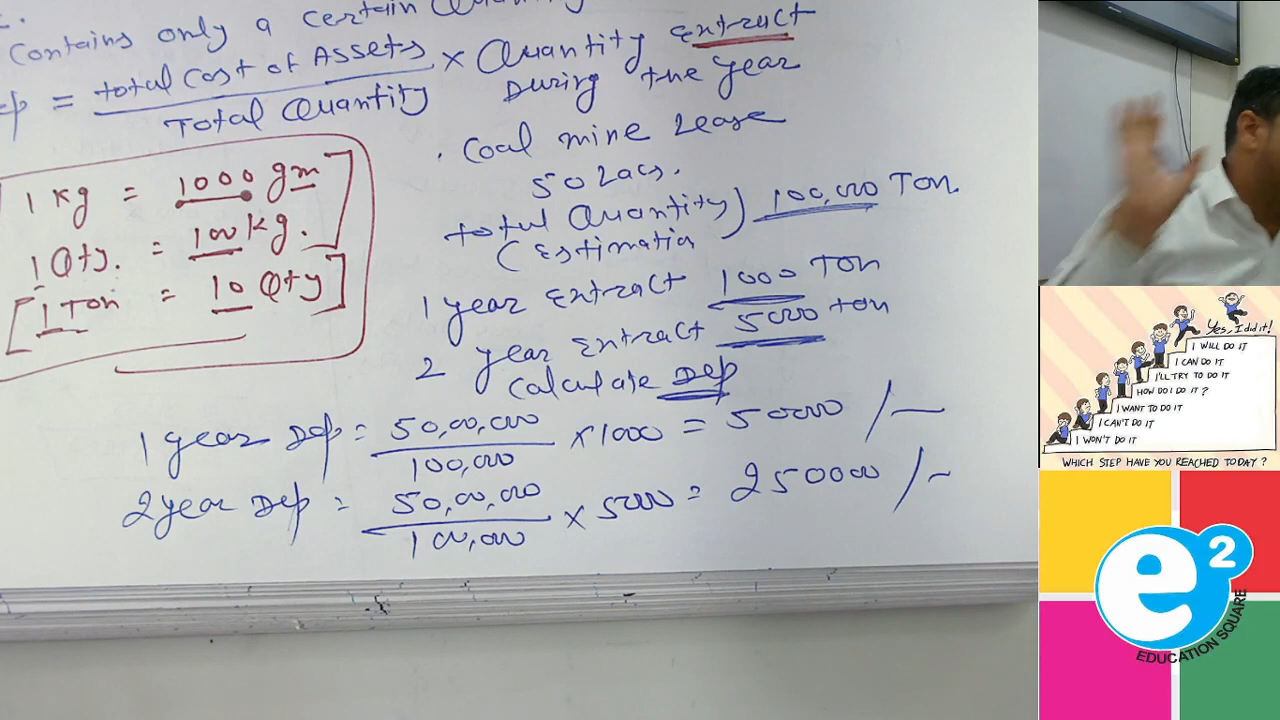 Contains only a certain Quantity
Dep = total Cost of Assets / Total Quantity × Quantity Extract
During the year
1 Kg = 1000 gm
1 Qty. = 100 kg.
[1 Ton = 10 Qty]
. Coal mine Lease
50 Lacs.
total Quantity) 100,000 Ton.
(Estimatio
1 year Extract 1000 Ton
2 year Extract 5000 ton
Calculate Dep
1 year Dep = 50,00,000 / 100,000 × 1000 = 50000 /-
2 year Dep = 50,00,000 / 100,000 × 5000 = 250000 /-
Yes, I did it!
I WILL DO IT
I CAN DO IT
I'LL TRY TO DO IT
HOW DO I DO IT?
I WANT TO DO IT
I CAN'T DO IT
I WON'T DO IT
WHICH STEP HAVE YOU REACHED TODAY?
e2
EDUCATION SQUARE